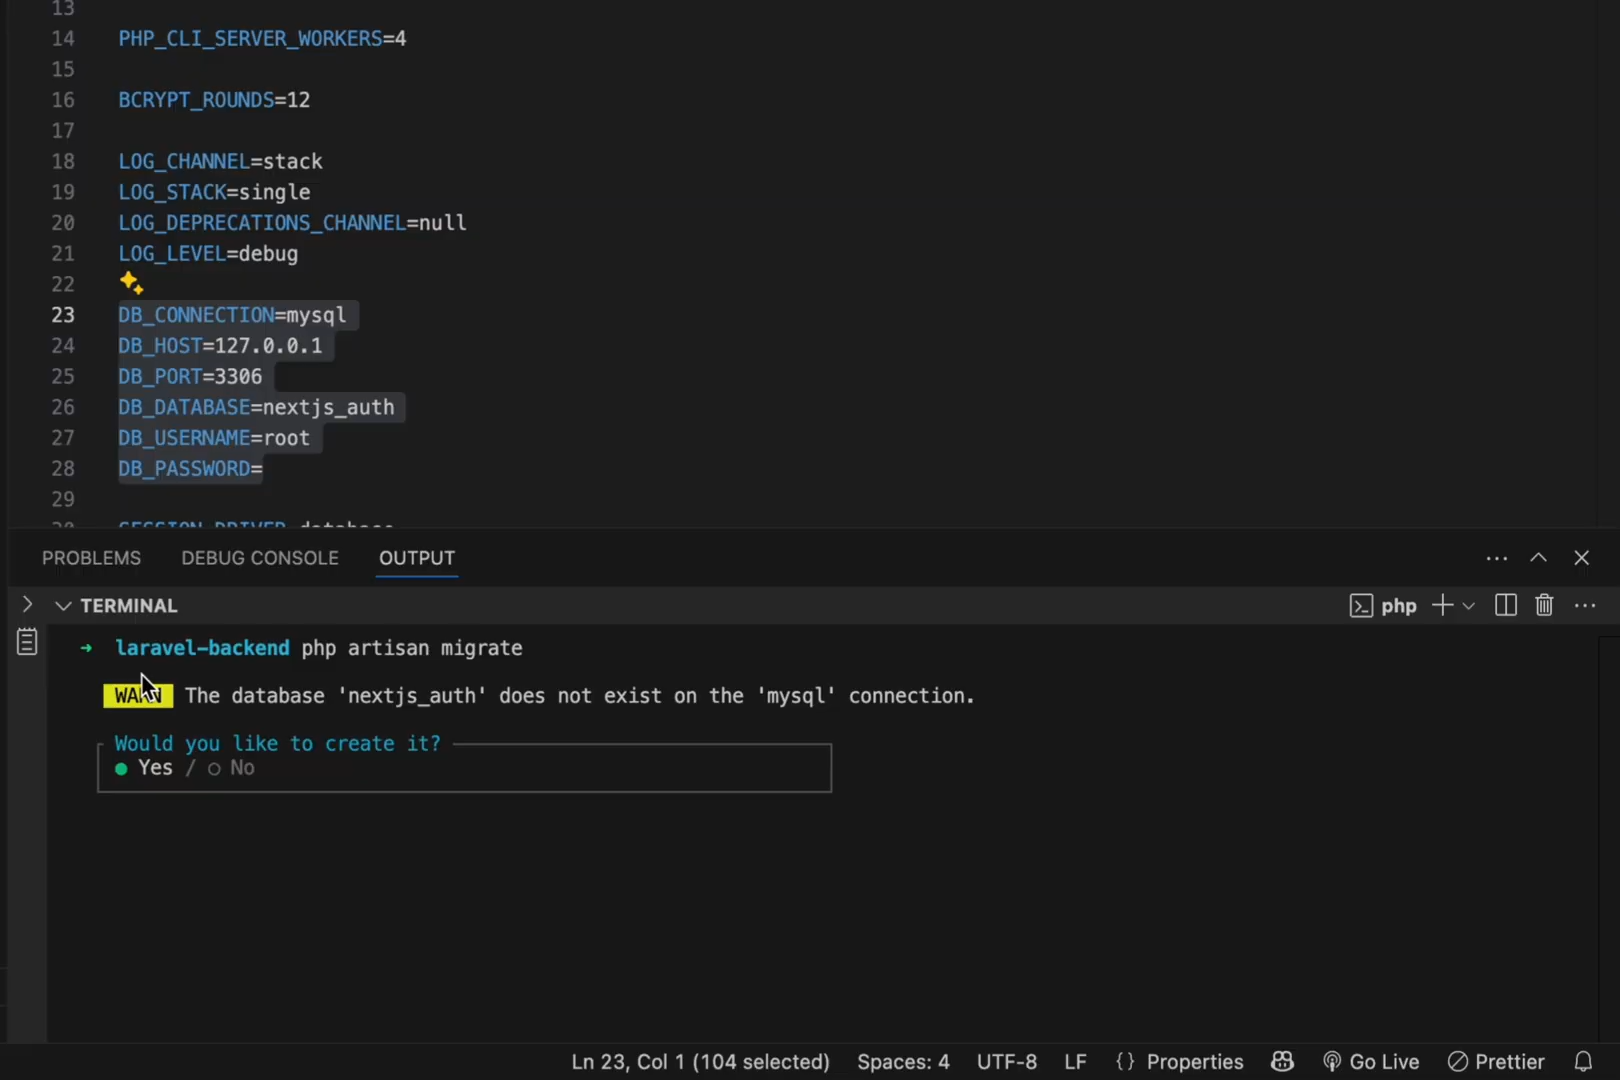 13
14 PHP_CLI_SERVER_WORKERS=4
15
16 BCRYPT_ROUNDS=12
17
18 LOG_CHANNEL=stack
19 LOG_STACK=single
20 LOG_DEPRECATIONS_CHANNEL=null
21 LOG_LEVEL=debug
22
23 DB_CONNECTION=mysql
24 DB_HOST=127.0.0.1
25 DB_PORT=3306
26 DB_DATABASE=nextjs_auth
27 DB_USERNAME=root
28 DB_PASSWORD=
29
30 SESSION_DRIVER=database
PROBLEMS DEBUG CONSOLE OUTPUT
TERMINAL php
laravel-backend php artisan migrate
WARN The database 'nextjs_auth' does not exist on the 'mysql' connection.
Would you like to create it?
Yes / No
Ln 23, Col 1 (104 selected) Spaces: 4 UTF-8 LF {} Properties Go Live Prettier